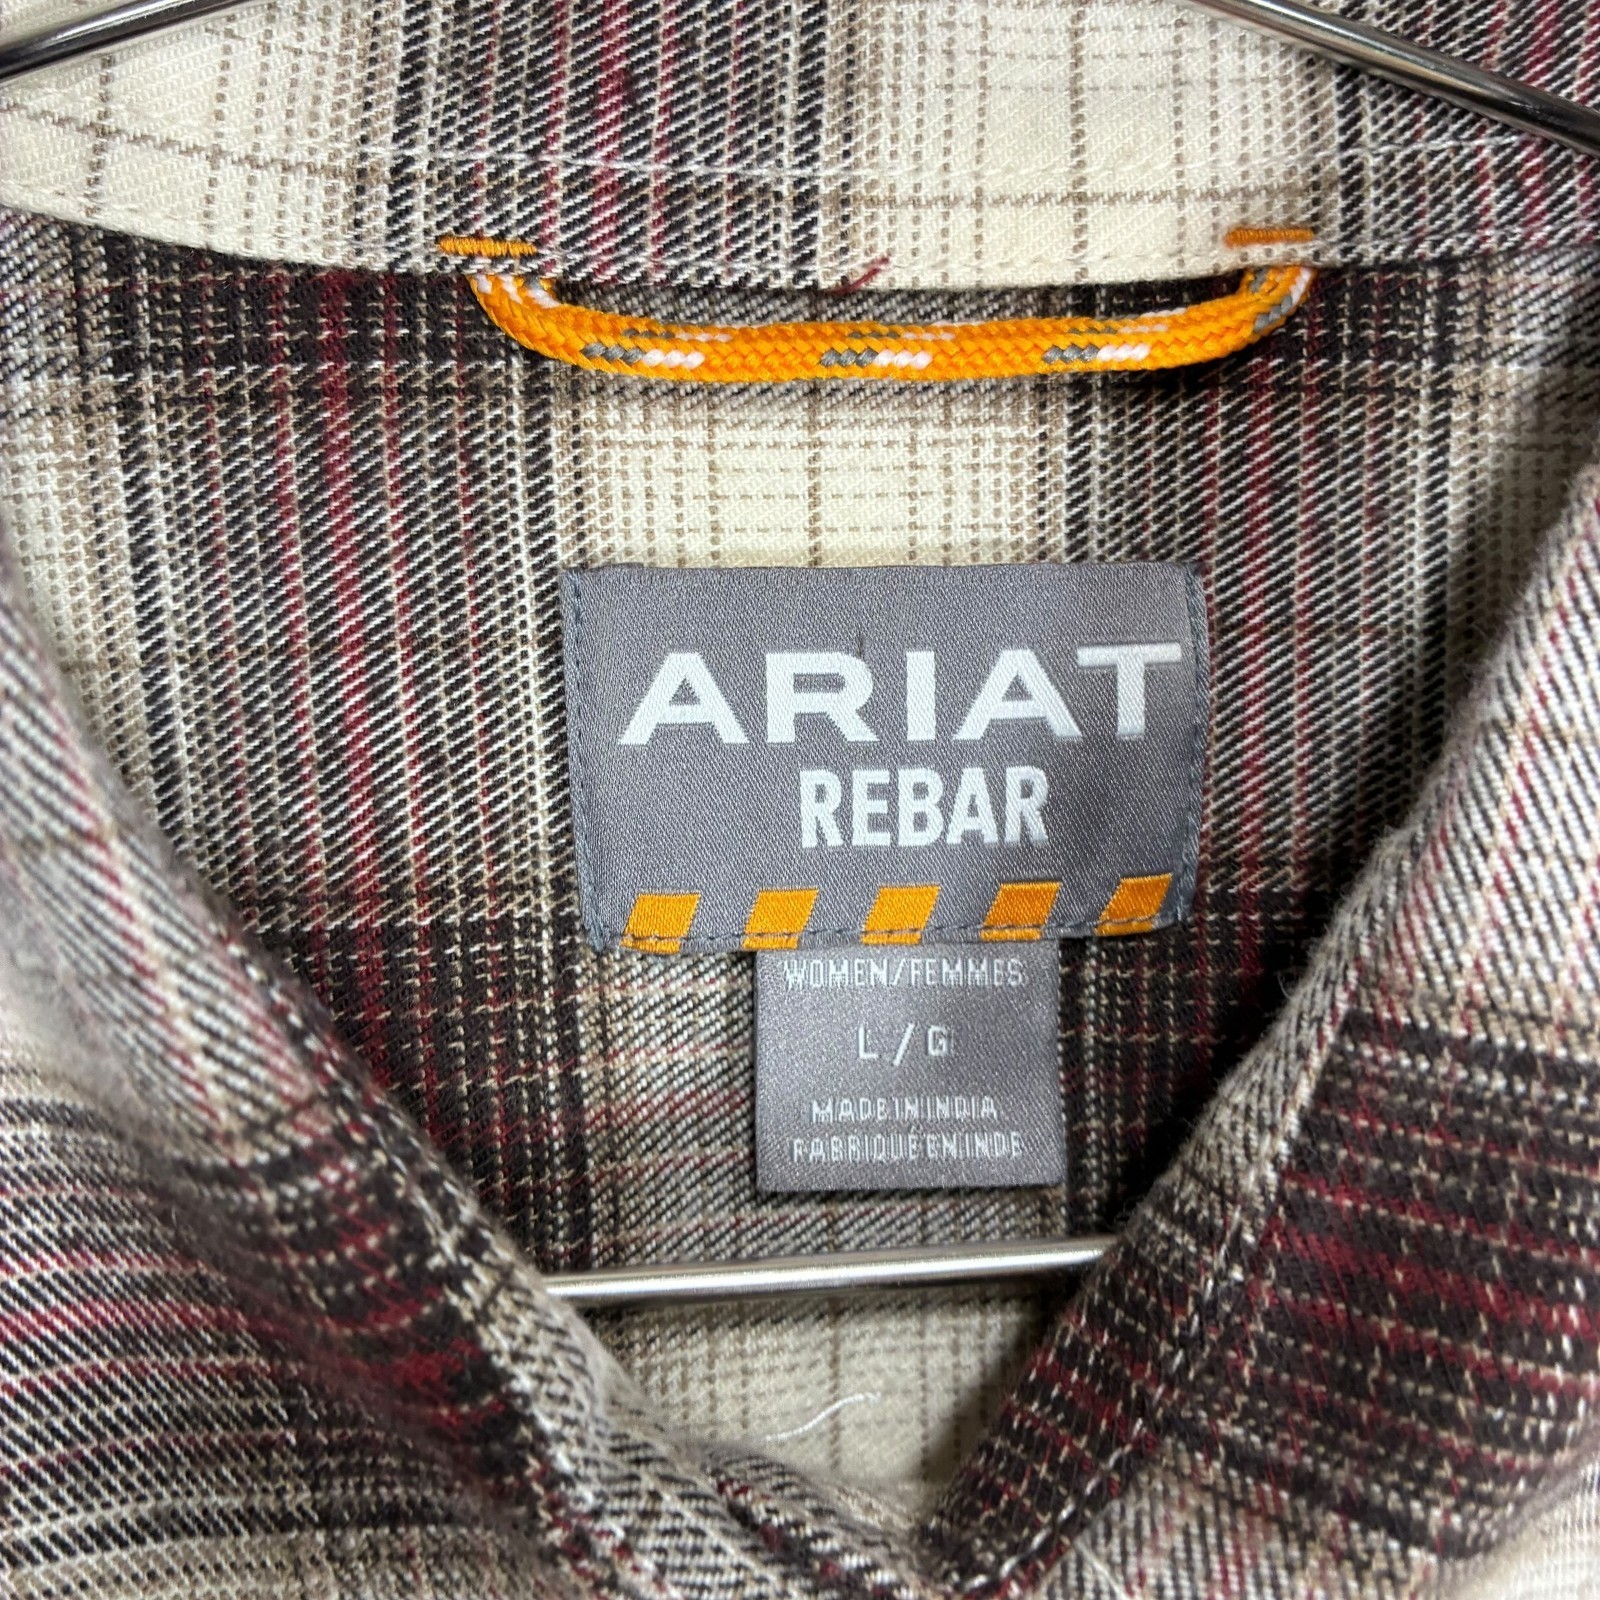 ARIAT
REBAR
WOMEN/FEMMES
L / G
MADE IN INDIA
FABRIQUÉ EN INDE